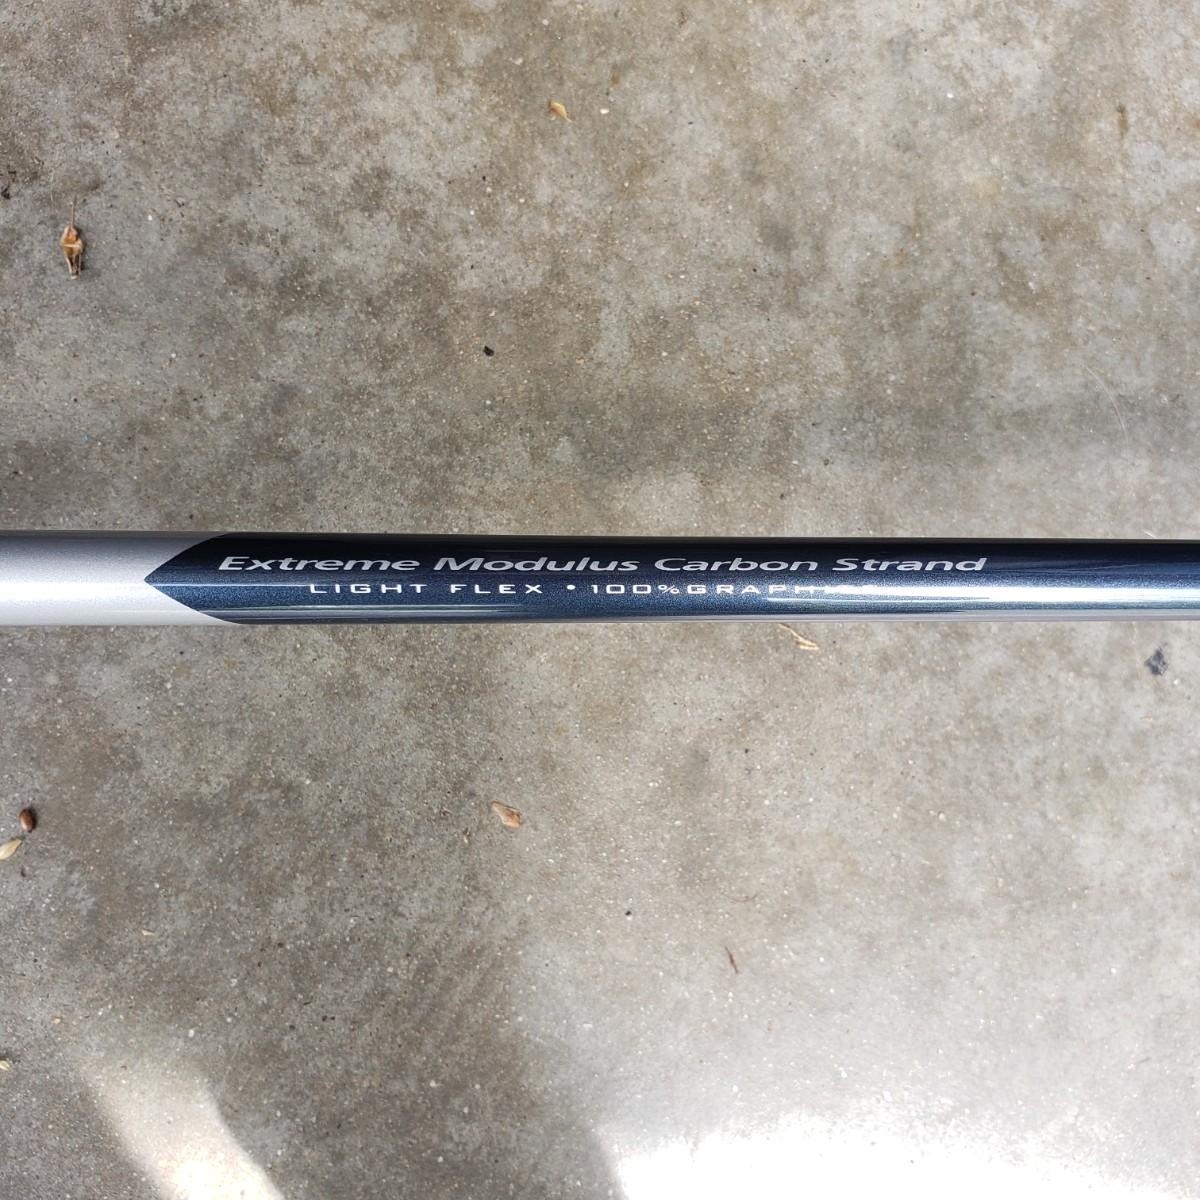 Extreme Modulus Carbon Strand
LIGHT FLEX • 100%